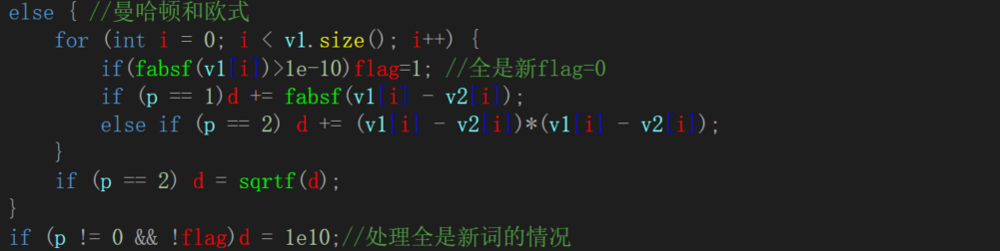 else { //曼哈顿和欧式
for (int i = 0; i < v1.size(); i++) {
if(fabsf(v1[i])>1e-10)flag=1; //全是新flag=0
if (p == 1)d += fabsf(v1[i] - v2[i]);
else if (p == 2) d += (v1[i] - v2[i])*(v1[i] - v2[i]);
}
if (p == 2) d = sqrtf(d);
}
if (p != 0 && !flag)d = 1e10;//处理全是新词的情况